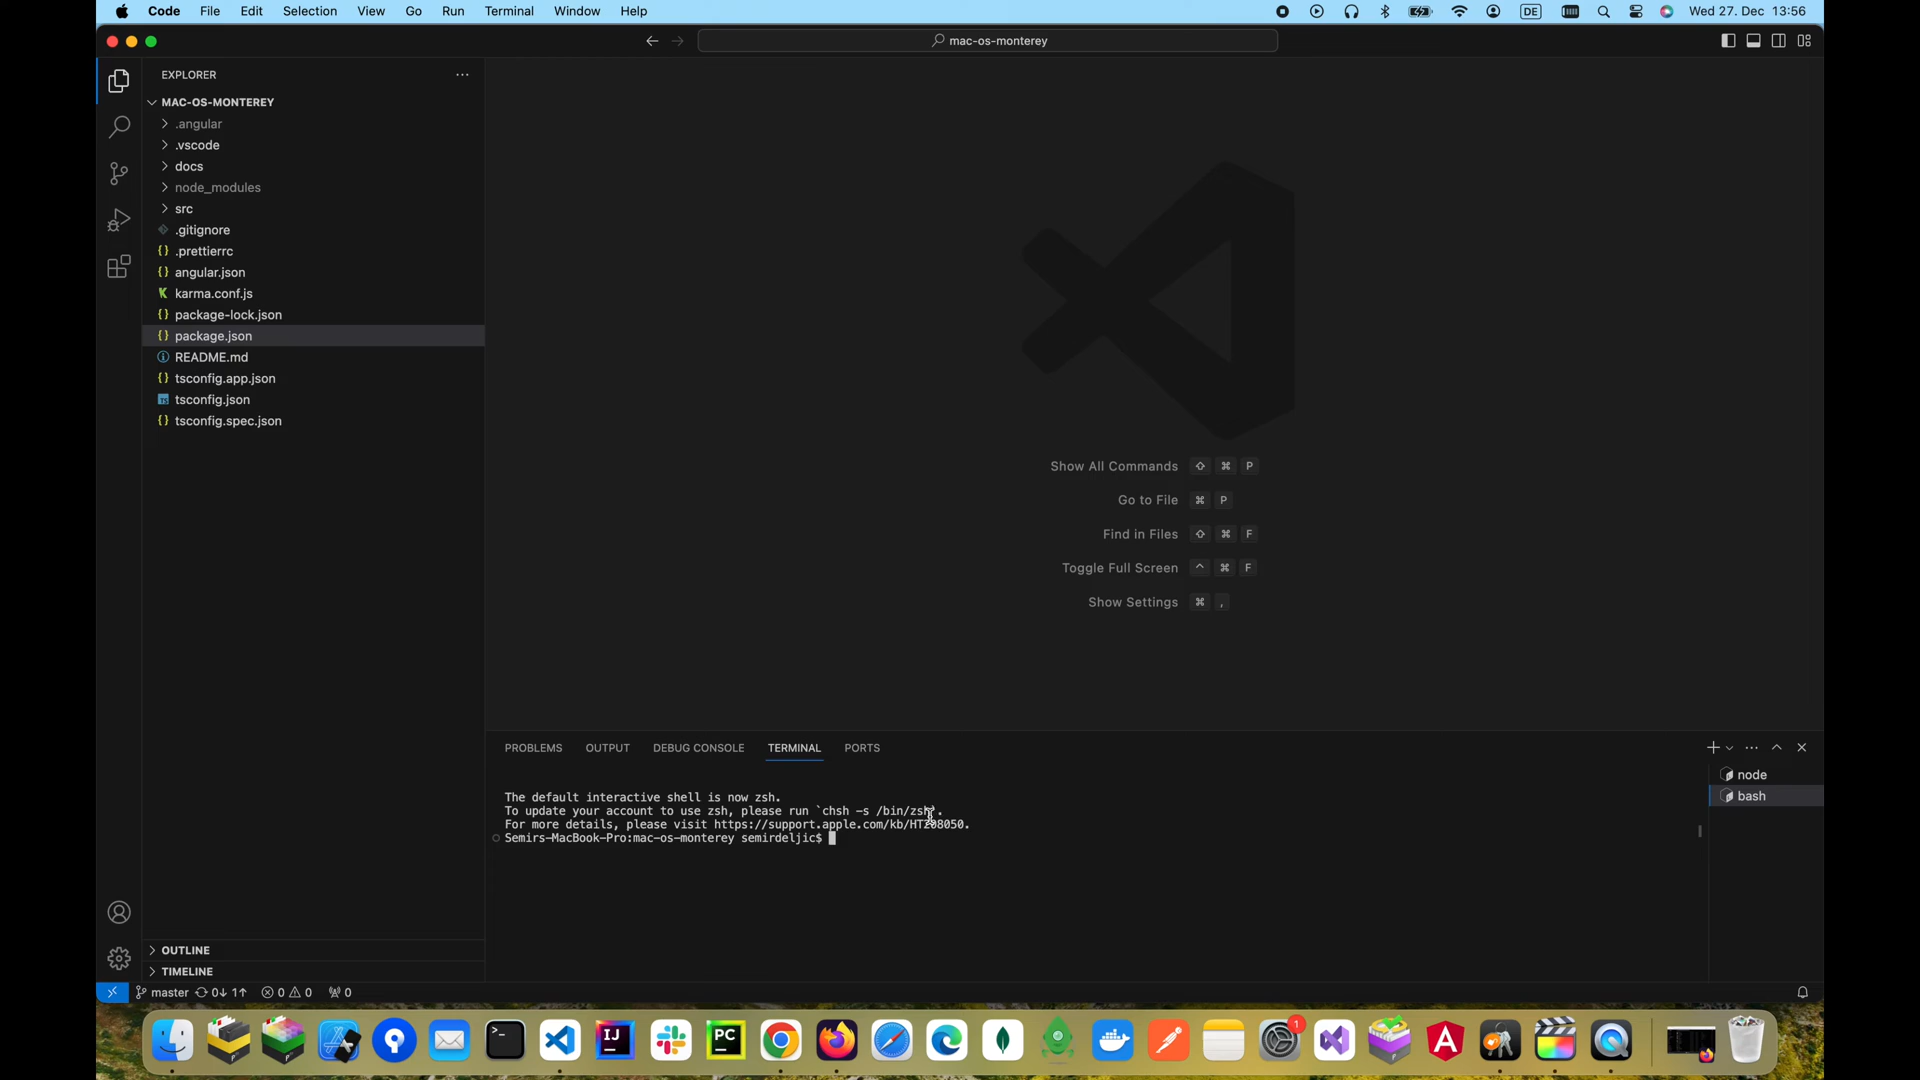 Code File Edit Selection View Go Run Terminal Window Help
DE Wed 27. Dec 13:56
mac-os-monterey
EXPLORER
MAC-OS-MONTEREY
.angular
.vscode
docs
node_modules
src
.gitignore
.prettierrc
angular.json
karma.conf.js
package-lock.json
package.json
README.md
tsconfig.app.json
tsconfig.json
tsconfig.spec.json
Show All Commands ⇧ ⌘ P
Go to File ⌘ P
Find in Files ⇧ ⌘ F
Toggle Full Screen ^ ⌘ F
Show Settings ⌘ ,
PROBLEMS OUTPUT DEBUG CONSOLE TERMINAL PORTS
node
bash
The default interactive shell is now zsh.
To update your account to use zsh, please run `chsh -s /bin/zsh`.
For more details, please visit https://support.apple.com/kb/HT208050.
Semirs-MacBook-Pro:mac-os-monterey semirdeljic$
OUTLINE
TIMELINE
master 0↓ 1↑ 0 0 0
IJ PC 1